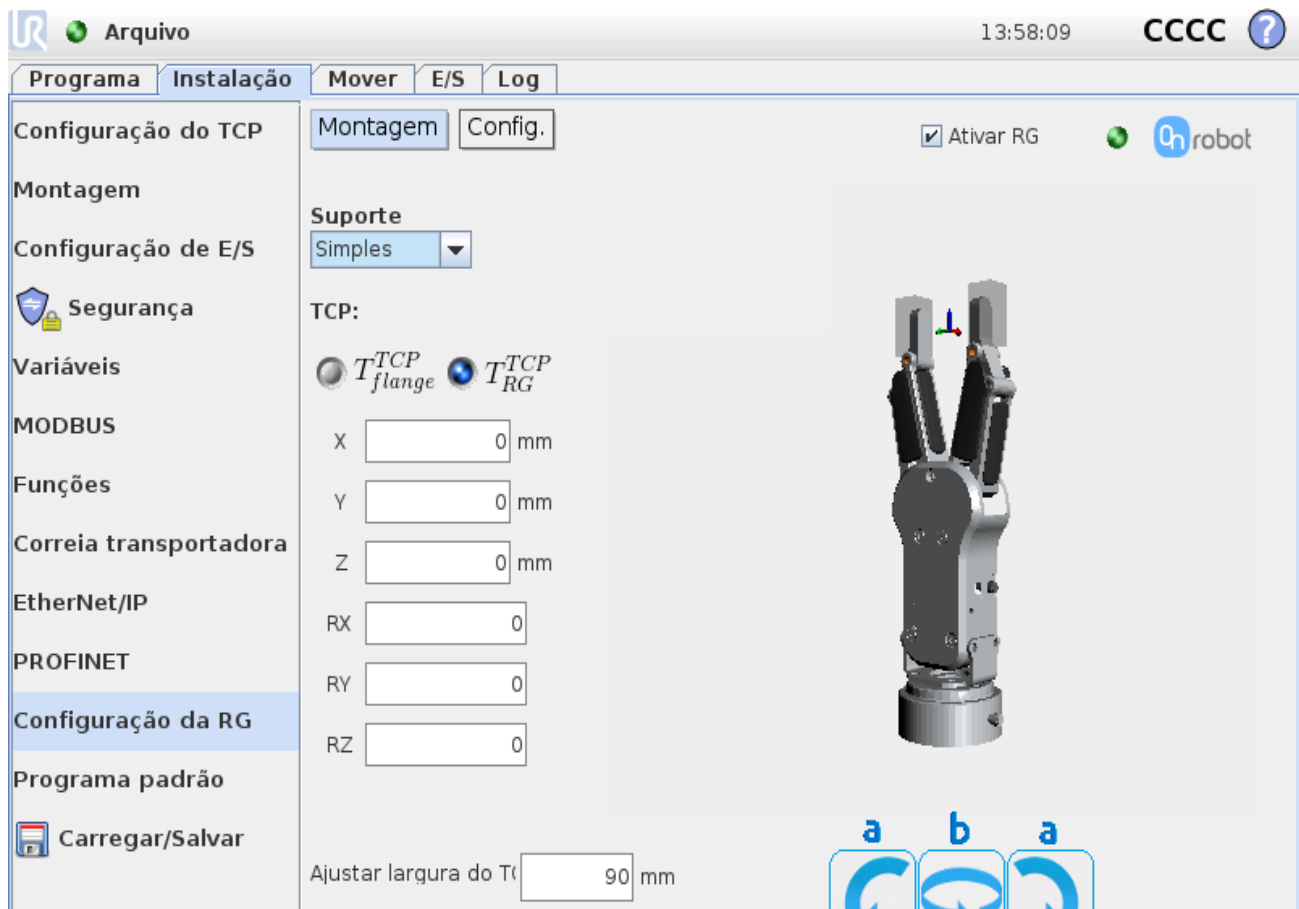 UR Arquivo 13:58:09 CCCC ?
Programa Instalação Mover E/S Log
Configuração do TCP
Montagem
Configuração de E/S
Segurança
Variáveis
MODBUS
Funções
Correia transportadora
EtherNet/IP
PROFINET
Configuração da RG
Programa padrão
Carregar/Salvar
Montagem Config. Ativar RG On robot
Suporte
Simples
TCP:
T TCP flange T TCP RG
X 0 mm
Y 0 mm
Z 0 mm
RX 0
RY 0
RZ 0
a b a
Ajustar largura do T 90 mm